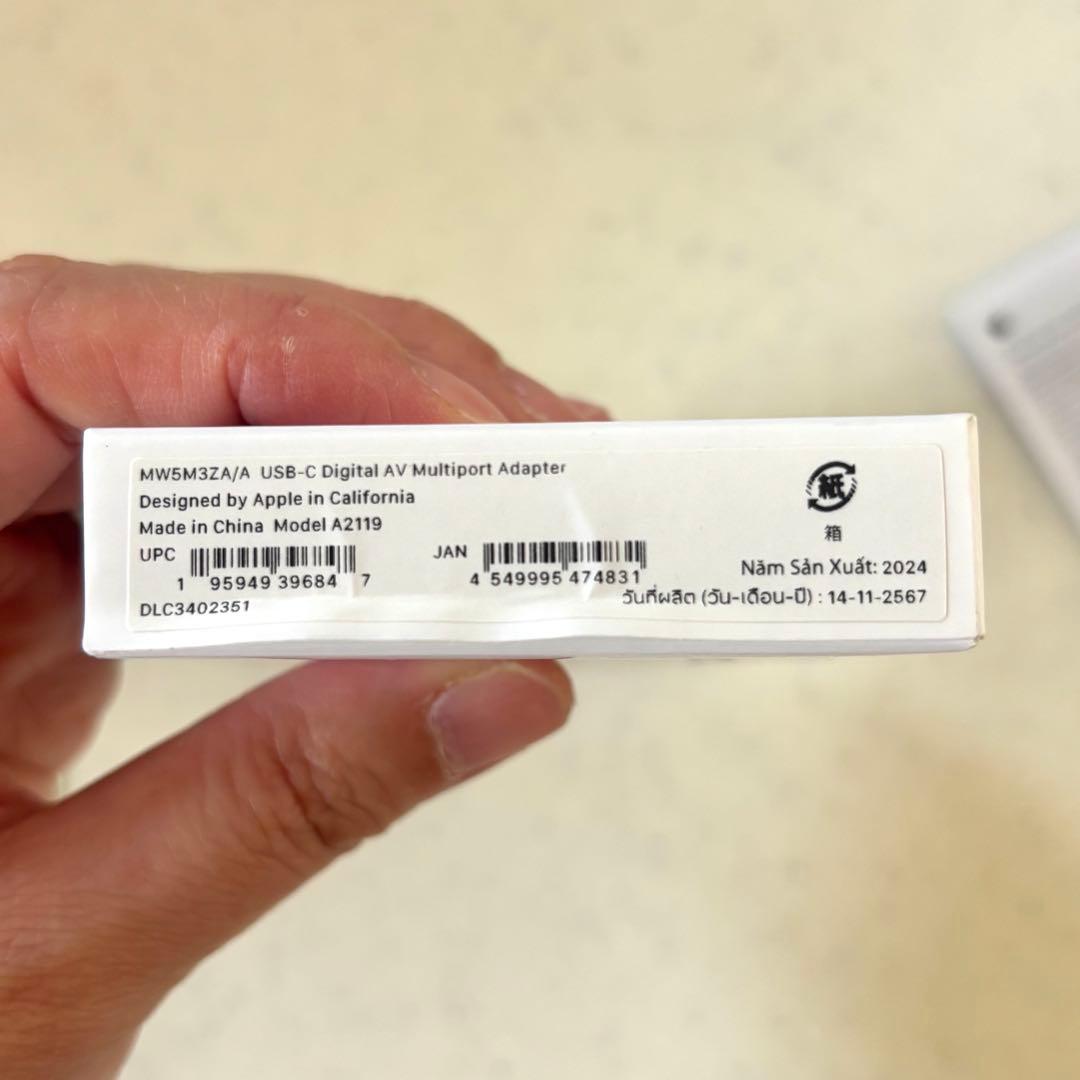 MW5M3ZA/A USB-C Digital AV Multiport Adapter
Designed by Apple in California
Made in China Model A2119
UPC
1 95949 39684 7
JAN
4 549995 474831
DLC3402351
紙
箱
Năm Sản Xuất: 2024
วันที่ผลิต (วัน-เดือน-ปี) : 14-11-2567